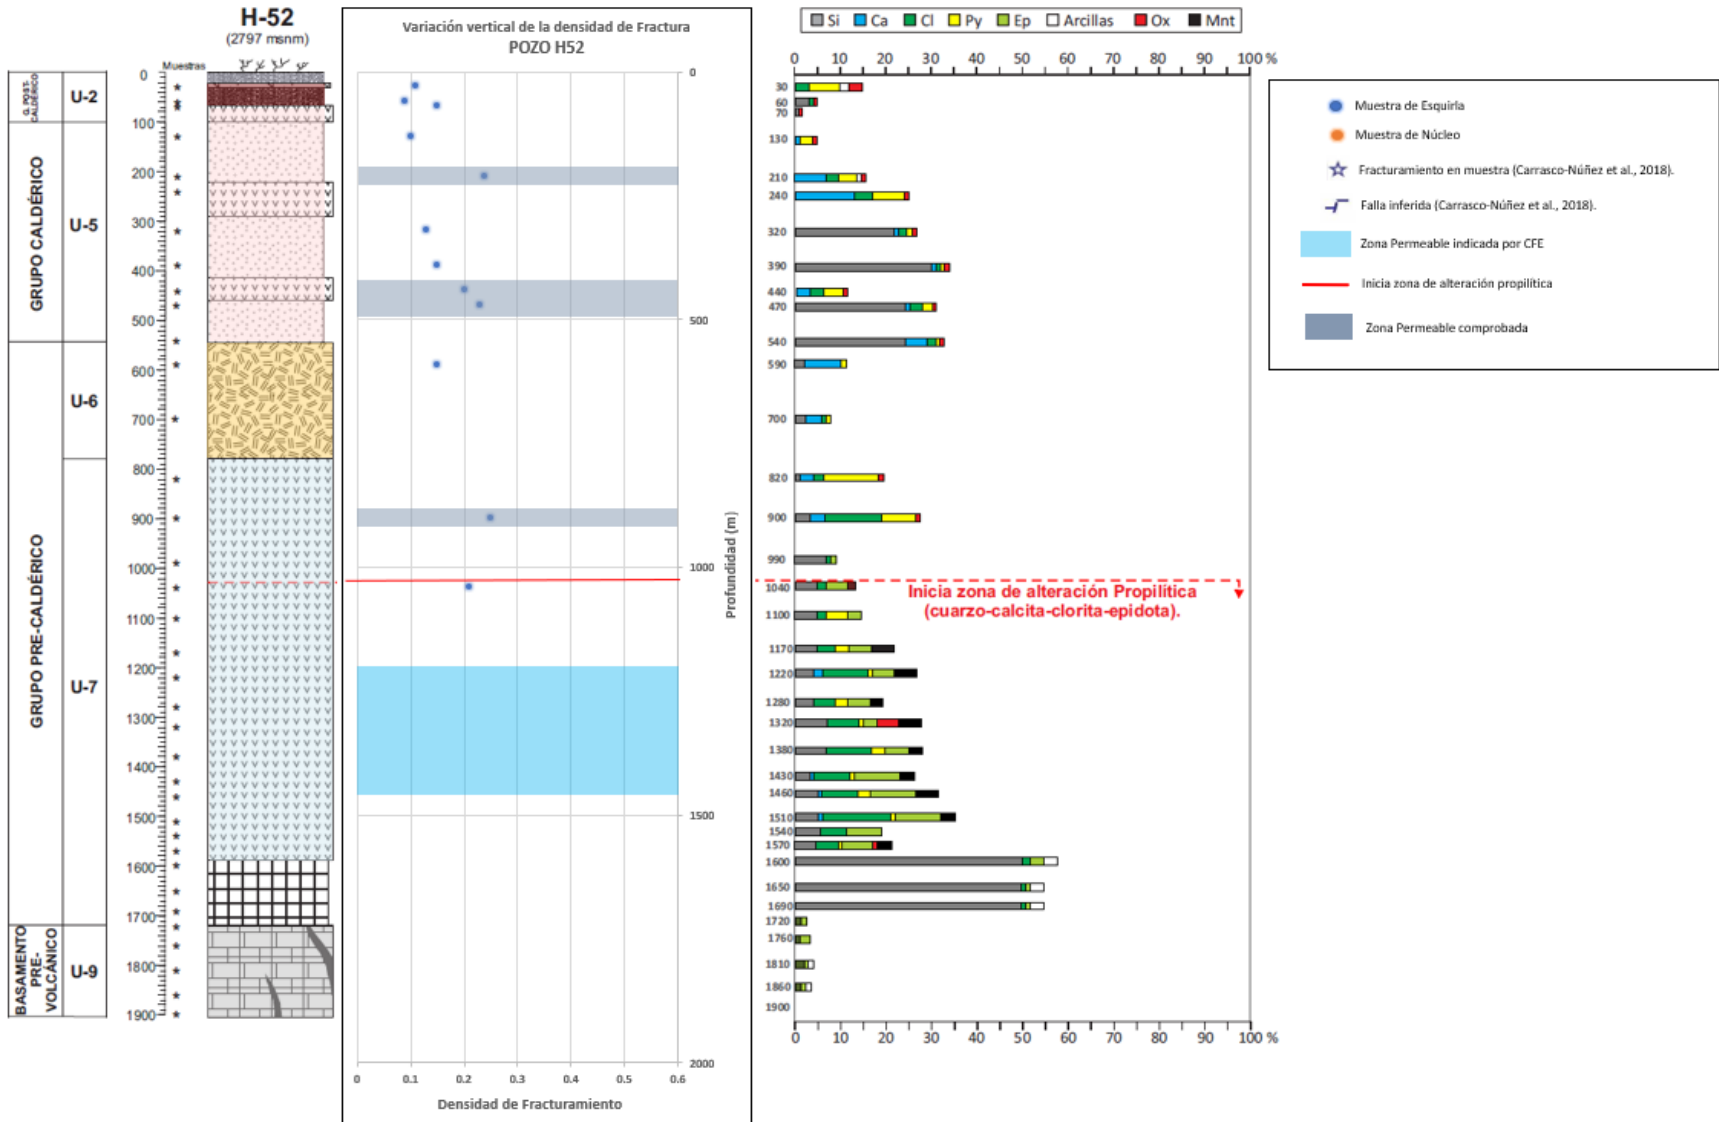 H-52
(2797 msnm)
Muestras
G. POST-
CALDÉRICO
GRUPO CALDÉRICO
GRUPO PRE-CALDÉRICO
BASAMENTO
PRE-
VOLCÁNICO
U-2
U-5
U-6
U-7
U-9
0
100
200
300
400
500
600
700
800
900
1000
1100
1200
1300
1400
1500
1600
1700
1800
1900
Variación vertical de la densidad de Fractura
POZO H52
0
500
1000
1500
2000
Profundidad (m)
0 0.1 0.2 0.3 0.4 0.5 0.6
Densidad de Fracturamiento
Si Ca Cl Py Ep Arcillas Ox Mnt
0 10 20 30 40 50 60 70 80 90 100 %
30
60
70
130
210
240
320
390
440
470
540
590
700
820
900
990
1040
1100
1170
1220
1280
1320
1380
1430
1460
1510
1540
1570
1600
1650
1690
1720
1760
1810
1860
1900
Inicia zona de alteración Propilítica
(cuarzo-calcita-clorita-epidota).
0 10 20 30 40 50 60 70 80 90 100 %
Muestra de Esquirla
Muestra de Núcleo
Fracturamiento en muestra (Carrasco-Núñez et al., 2018).
Falla inferida (Carrasco-Núñez et al., 2018).
Zona Permeable indicada por CFE
Inicia zona de alteración propilítica
Zona Permeable comprobada